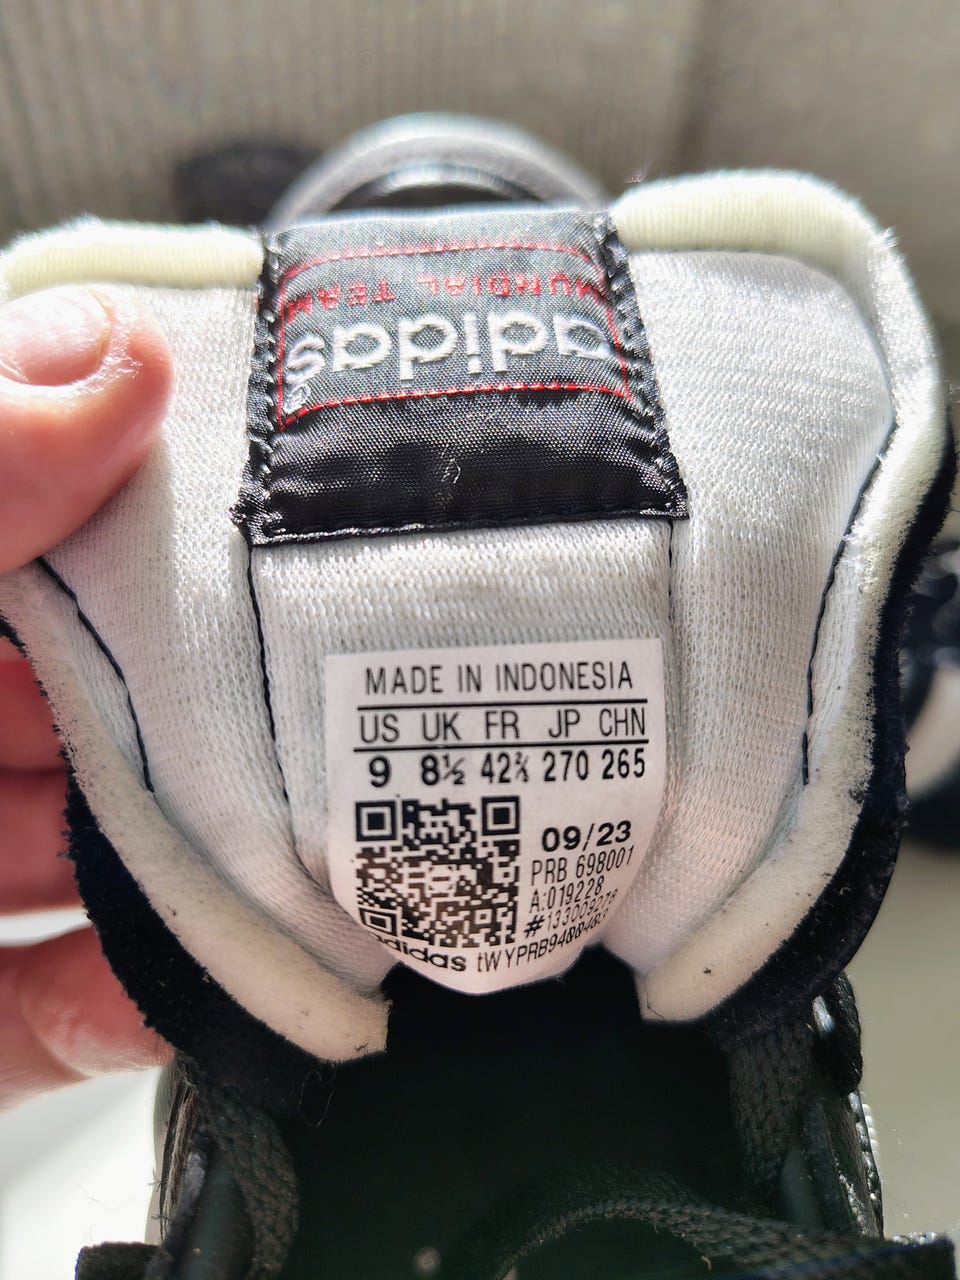 MUNDIAL TEAM
adidas
MADE IN INDONESIA
US UK FR JP CHN
9 8½ 42⅔ 270 265
09/23
PRB 698001
A:019228
#133009278
adidas